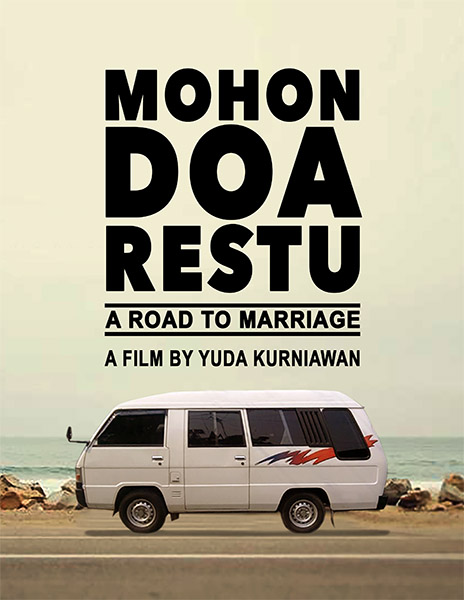 MOHON
DOA
RESTU
A ROAD TO MARRIAGE
A FILM BY YUDA KURNIAWAN